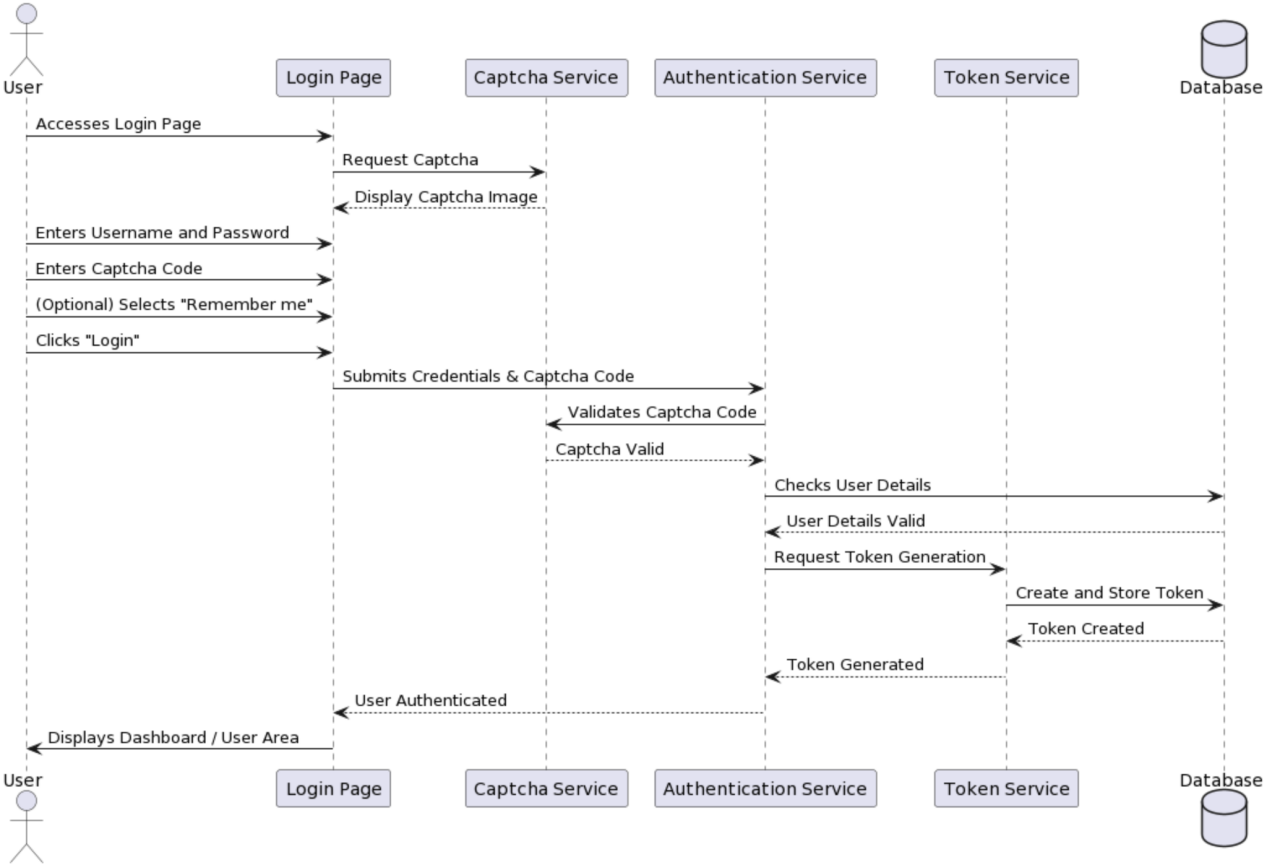 User
Login Page
Captcha Service
Authentication Service
Token Service
Database
Accesses Login Page
Request Captcha
Display Captcha Image
Enters Username and Password
Enters Captcha Code
(Optional) Selects "Remember me"
Clicks "Login"
Submits Credentials & Captcha Code
Validates Captcha Code
Captcha Valid
Checks User Details
User Details Valid
Request Token Generation
Create and Store Token
Token Created
Token Generated
User Authenticated
Displays Dashboard / User Area
User
Login Page
Captcha Service
Authentication Service
Token Service
Database